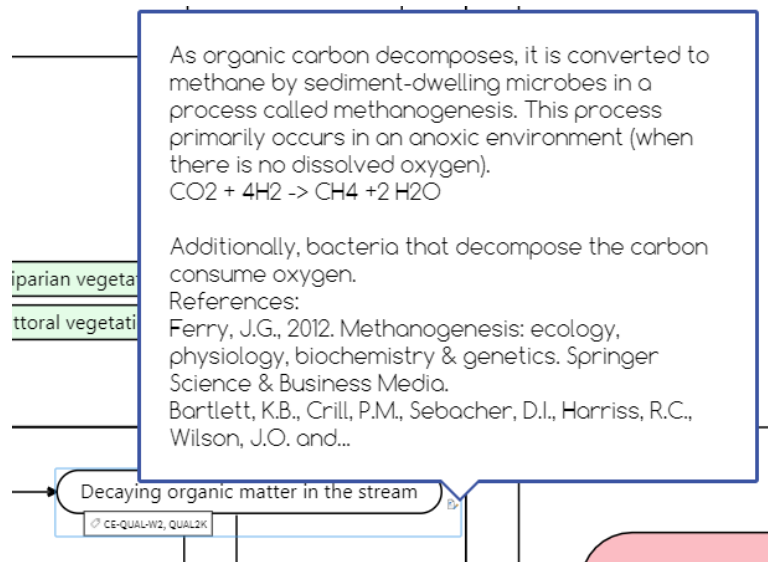 As organic carbon decomposes, it is converted to
methane by sediment-dwelling microbes in a
process called methanogenesis. This process
primarily occurs in an anoxic environment (when
there is no dissolved oxygen).
CO2 + 4H2 -> CH4 +2 H2O
Additionally, bacteria that decompose the carbon
consume oxygen.
References:
Ferry, J.G., 2012. Methanogenesis: ecology,
physiology, biochemistry & genetics. Springer
Science & Business Media.
Bartlett, K.B., Crill, P.M., Sebacher, D.I., Harriss, R.C.,
Wilson, J.O. and...
iparian vegeta
ttoral vegetati
Decaying organic matter in the stream
CE-QUAL-W2, QUAL2K